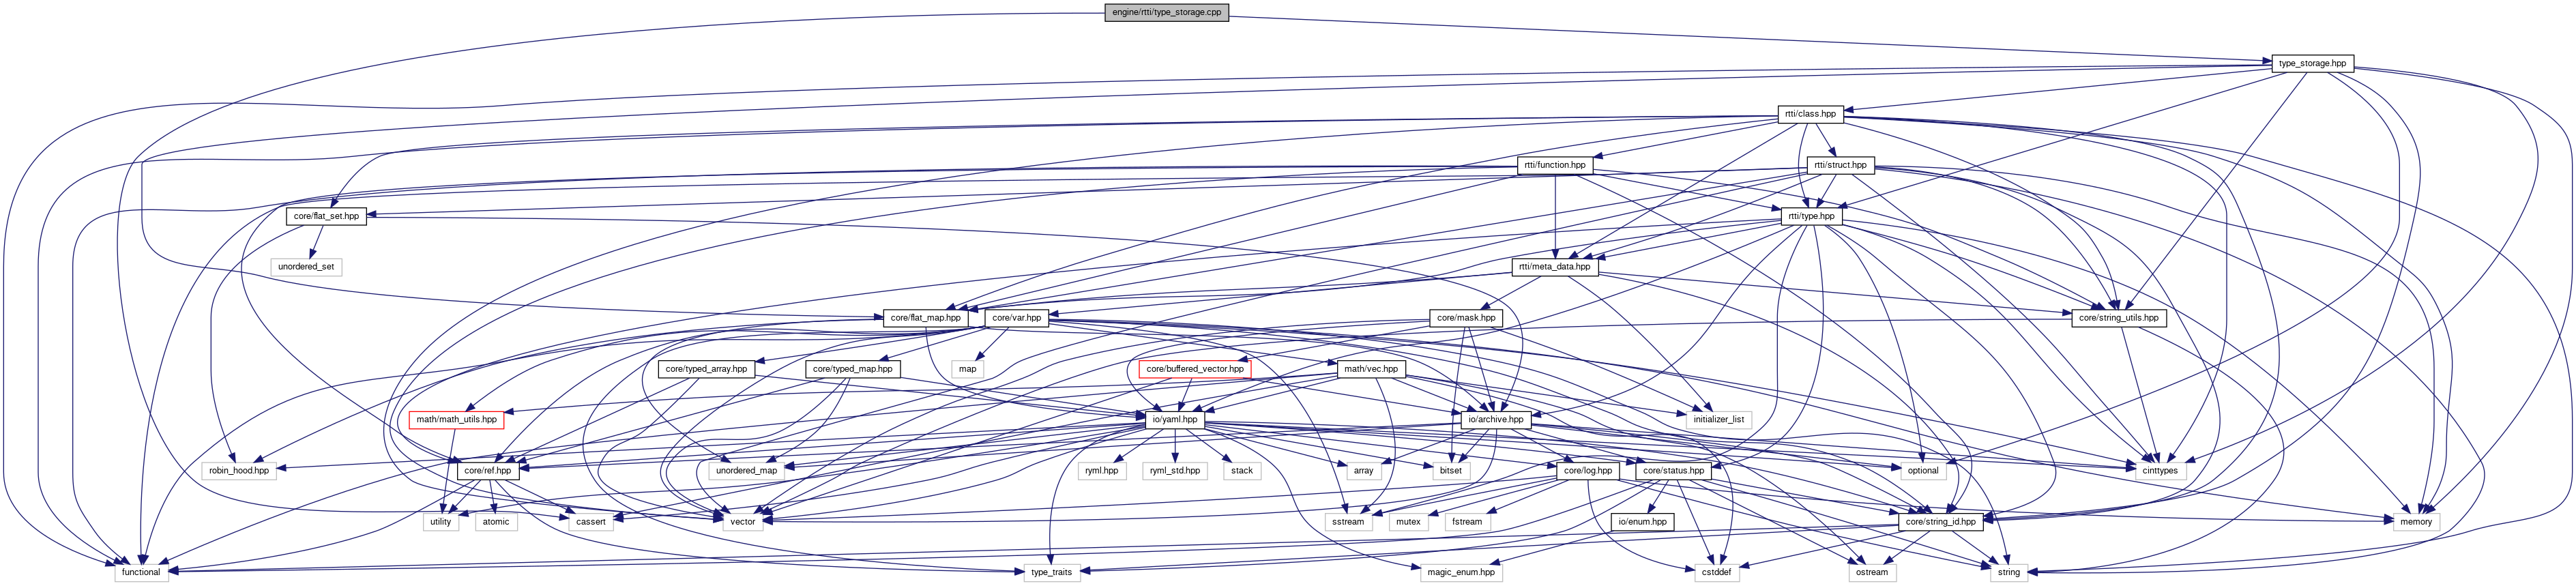 engine/rtti/type_storage.cpp
type_storage.hpp
rtti/class.hpp
rtti/function.hpp
rtti/struct.hpp
core/flat_set.hpp
rtti/type.hpp
unordered_set
rtti/meta_data.hpp
core/flat_map.hpp
core/var.hpp
core/mask.hpp
core/string_utils.hpp
core/typed_array.hpp
core/typed_map.hpp
map
core/buffered_vector.hpp
math/vec.hpp
math/math_utils.hpp
io/yaml.hpp
io/archive.hpp
initializer_list
robin_hood.hpp
core/ref.hpp
unordered_map
ryml.hpp
ryml_std.hpp
stack
array
bitset
core/log.hpp
core/status.hpp
optional
cinttypes
utility
atomic
cassert
vector
sstream
mutex
fstream
io/enum.hpp
core/string_id.hpp
memory
functional
type_traits
magic_enum.hpp
cstddef
ostream
string